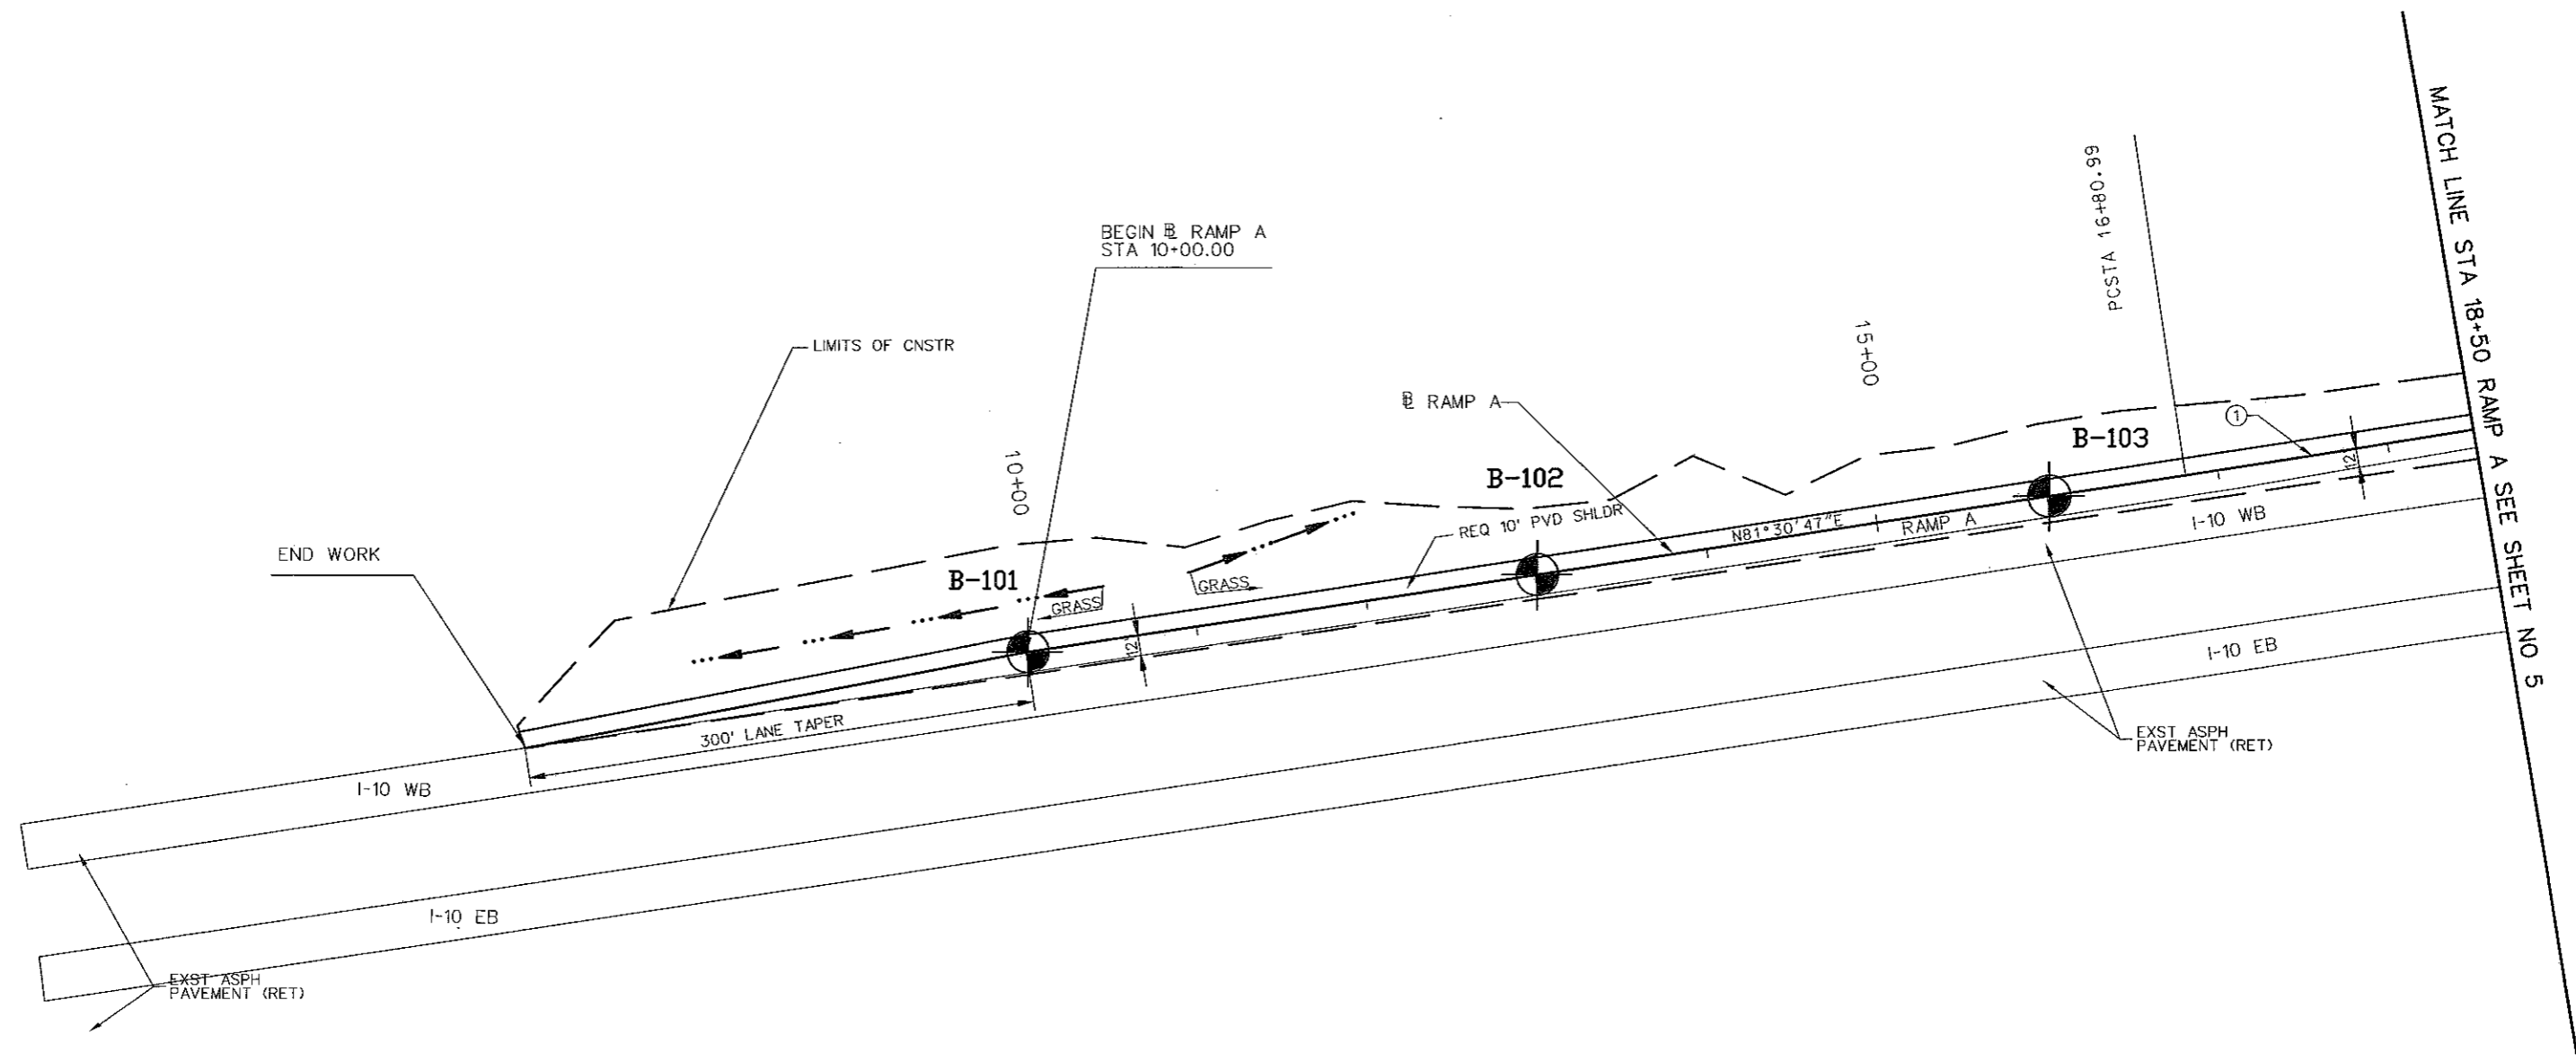 MATCH LINE STA 18+50 RAMP A SEE SHEET NO 5
PCSTA 16+80.99
BEGIN BL RAMP A
STA 10+00.00
15+00
LIMITS OF CNSTR
BL RAMP A
1
B-103
12'
10+00
B-102
REQ 10' PVD SHLDR
N81°30'47"E
RAMP A
I-10 WB
END WORK
B-101
GRASS
GRASS
12'
I-10 EB
300' LANE TAPER
EXST ASPH
PAVEMENT (RET)
I-10 WB
I-10 EB
EXST ASPH
PAVEMENT (RET)